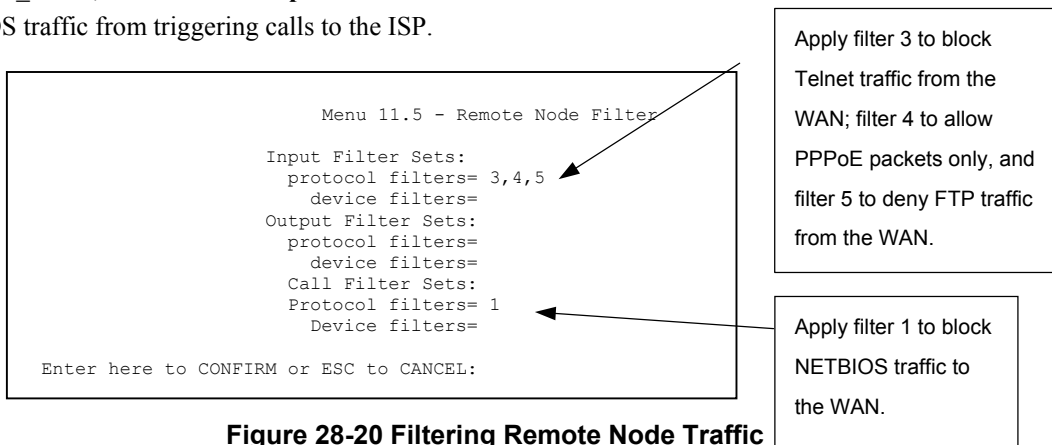 S traffic from triggering calls to the ISP.
Menu 11.5 - Remote Node Filter
Input Filter Sets:
protocol filters= 3,4,5
device filters=
Output Filter Sets:
protocol filters=
device filters=
Call Filter Sets:
Protocol filters= 1
Device filters=
Enter here to CONFIRM or ESC to CANCEL:
Apply filter 3 to block
Telnet traffic from the
WAN; filter 4 to allow
PPPoE packets only, and
filter 5 to deny FTP traffic
from the WAN.
Apply filter 1 to block
NETBIOS traffic to
the WAN.
Figure 28-20 Filtering Remote Node Traffic